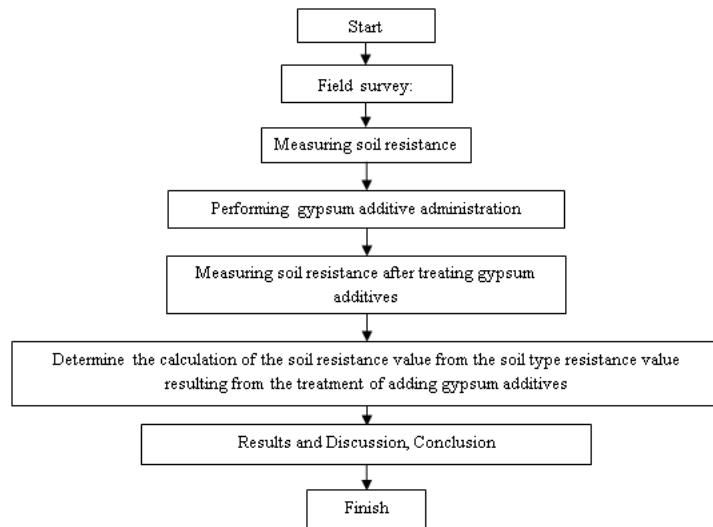 Start
Field survey:
Measuring soil resistance
Performing gypsum additive administration
Measuring soil resistance after treating gypsum
additives
Determine the calculation of the soil resistance value from the soil type resistance value
resulting from the treatment of adding gypsum additives
Results and Discussion, Conclusion
Finish